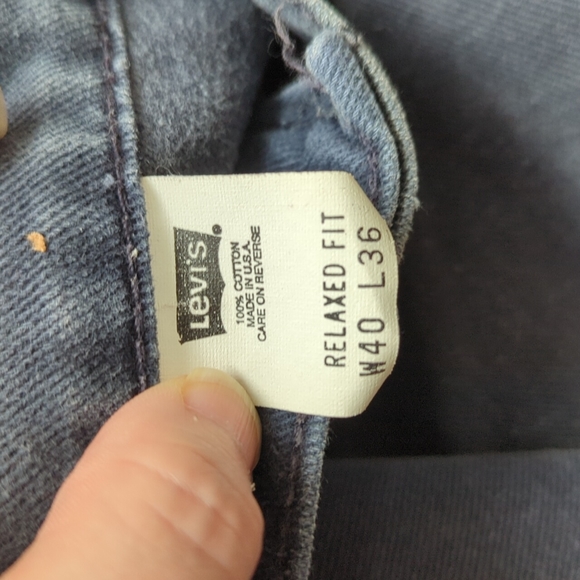 Levi's®
100% COTTON
MADE IN U.S.A.
CARE ON REVERSE
RELAXED FIT
W40 L36